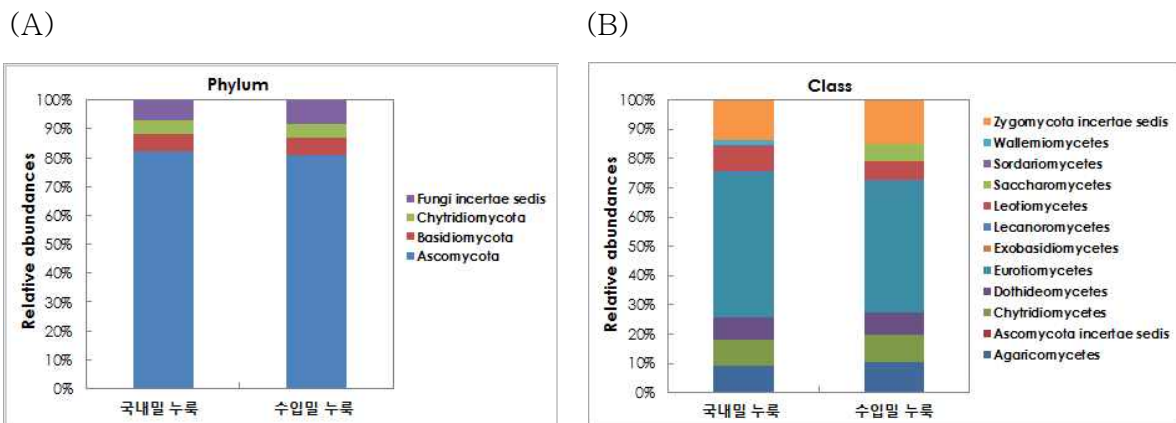 (A)
(B)
Phylum
Relative abundances
100%
90%
80%
70%
60%
50%
40%
30%
20%
10%
0%
국내밀 누룩
수입밀 누룩
Fungi incertae sedis
Chytridiomycota
Basidiomycota
Ascomycota
Class
Relative abundances
100%
90%
80%
70%
60%
50%
40%
30%
20%
10%
0%
국내밀 누룩
수입밀 누룩
Zygomycota incertae sedis
Wallemiomycetes
Sordariomycetes
Saccharomycetes
Leotiomycetes
Lecanoromycetes
Exobasidiomycetes
Eurotiomycetes
Dothideomycetes
Chytridiomycetes
Ascomycota incertae sedis
Agaricomycetes